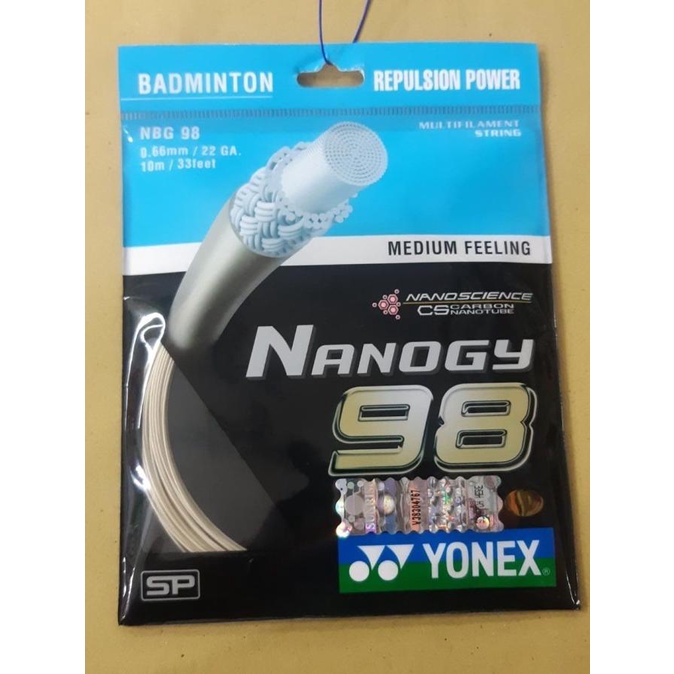 BADMINTON
REPULSION POWER
NBG 98
0.66mm / 22 GA.
10m / 33feet
MULTIFILAMENT
STRING
MEDIUM FEELING
NANOSCIENCE
CS CARBON NANOTUBE
NANOGY
98
HERE
YONEX®
SP